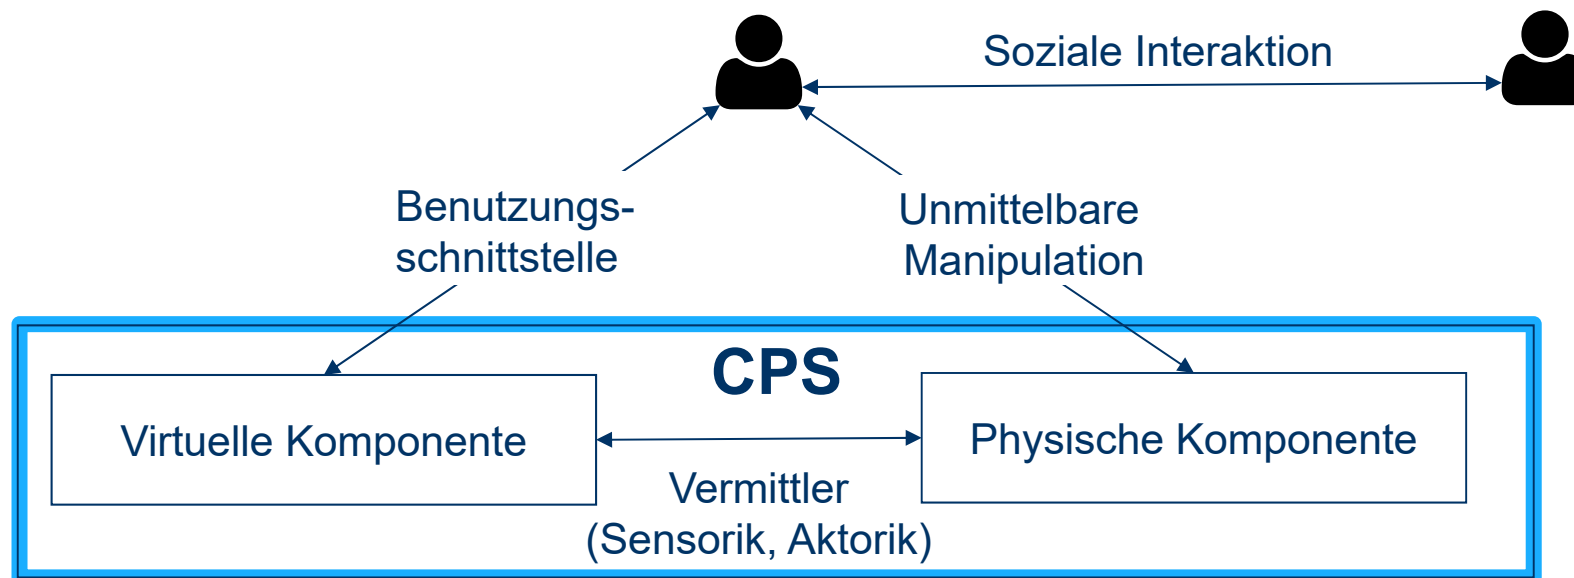 Soziale Interaktion
Benutzungs-
schnittstelle
Unmittelbare
Manipulation
CPS
Virtuelle Komponente
Physische Komponente
Vermittler
(Sensorik, Aktorik)